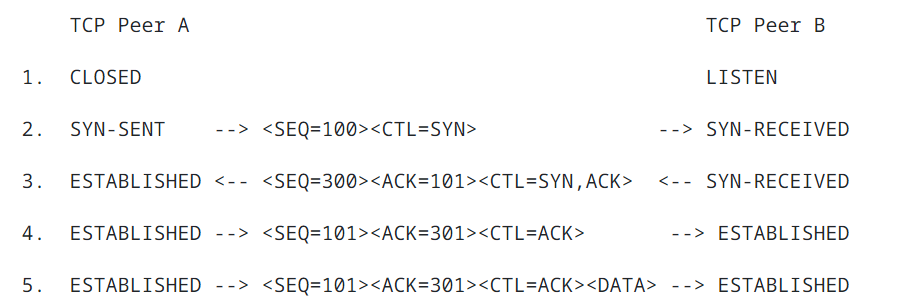 TCP Peer A                                           TCP Peer B
1.  CLOSED                                               LISTEN
2.  SYN-SENT    --> <SEQ=100><CTL=SYN>               --> SYN-RECEIVED
3.  ESTABLISHED <-- <SEQ=300><ACK=101><CTL=SYN,ACK>  <-- SYN-RECEIVED
4.  ESTABLISHED --> <SEQ=101><ACK=301><CTL=ACK>       --> ESTABLISHED
5.  ESTABLISHED --> <SEQ=101><ACK=301><CTL=ACK><DATA> --> ESTABLISHED